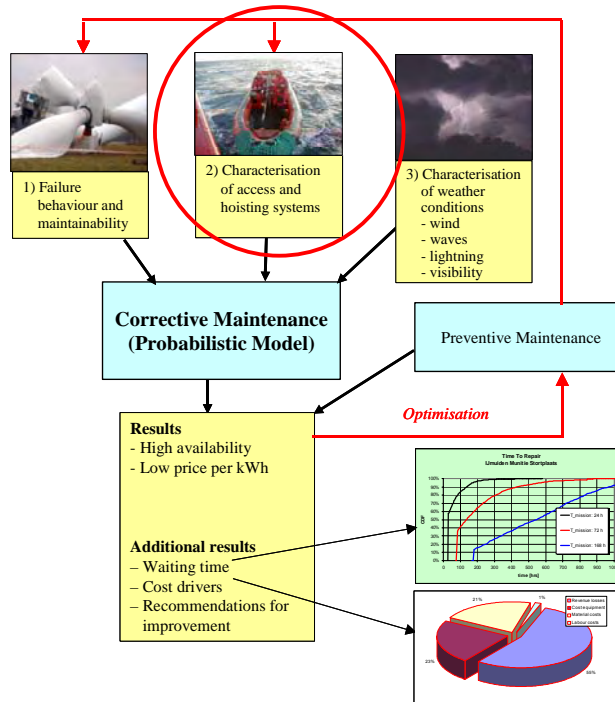 1) Failure
behaviour and
maintainability
2) Characterisation
of access and
hoisting systems
3) Characterisation
of weather
conditions
- wind
- waves
- lightning
- visibility
Corrective Maintenance
(Probabilistic Model)
Preventive Maintenance
Optimisation
Results
- High availability
- Low price per kWh
Additional results
– Waiting time
– Cost drivers
– Recommendations for
improvement
Time To Repair
IJmuiden Munitie Stortplaats
100%
90%
80%
70%
60%
50%
40%
30%
20%
10%
0%
CDF
T_mission: 24 h
T_mission: 72 h
0 100 200 300 400 500 600 700 800 900
time [hrs]
Revenue losses
Cost equipment
Material costs
Labour costs
21%
1%
23%